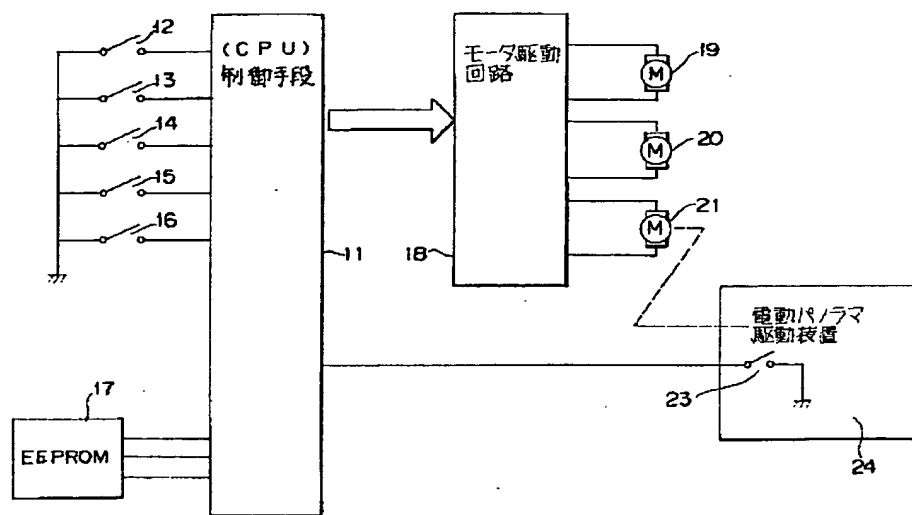 12
13
14
15
16
(CPU)
制御手段
11
モータ駆動
回路
18
M
19
M
20
M
21
電動パノラマ
駆動装置
23
24
17
EEPROM